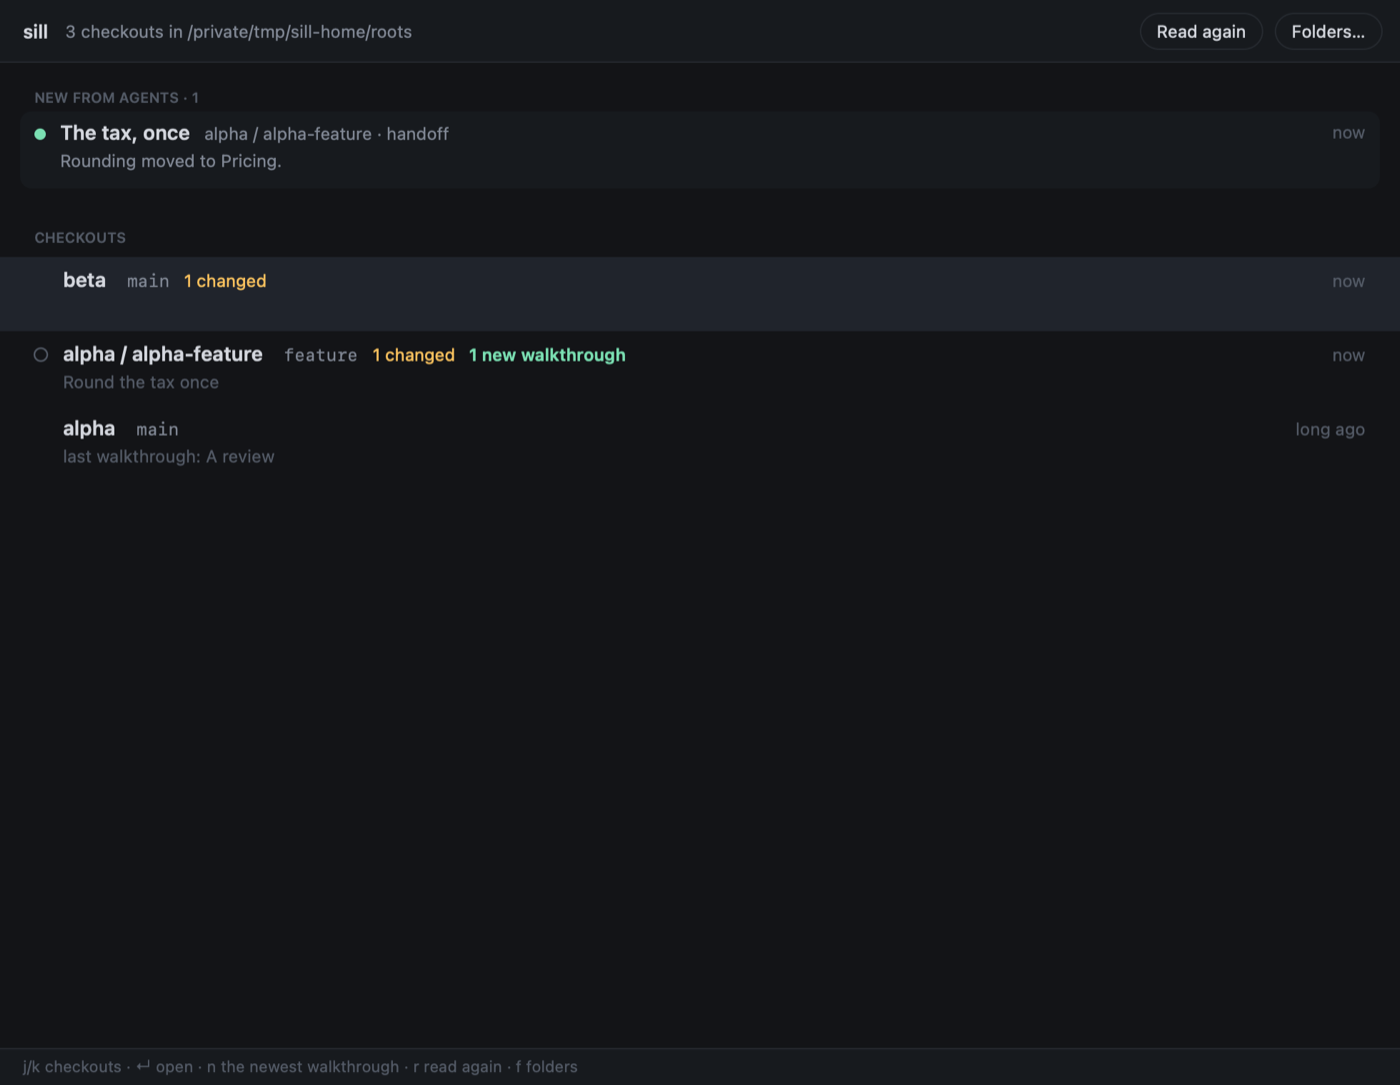 sill 3 checkouts in /private/tmp/sill-home/roots Read again Folders...
NEW FROM AGENTS · 1
The tax, once alpha / alpha-feature · handoff now
Rounding moved to Pricing.
CHECKOUTS
beta main 1 changed now
alpha / alpha-feature feature 1 changed 1 new walkthrough now
Round the tax once
alpha main long ago
last walkthrough: A review
j/k checkouts · ↵ open · n the newest walkthrough · r read again · f folders